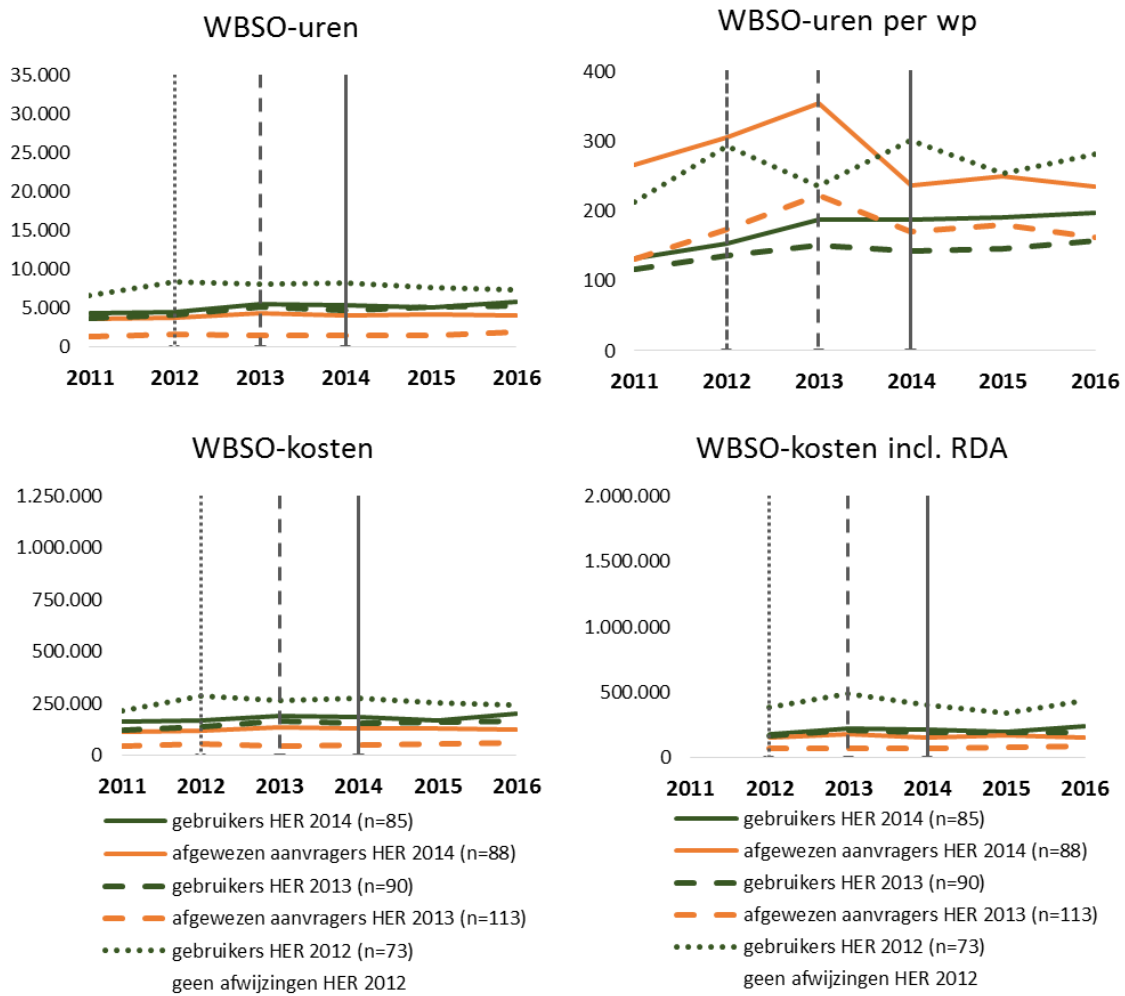 WBSO-uren
35.000
30.000
25.000
20.000
15.000
10.000
5.000
0
2011 2012 2013 2014 2015 2016
WBSO-uren per wp
400
300
200
100
0
2011 2012 2013 2014 2015 2016
WBSO-kosten
1.250.000
1.000.000
750.000
500.000
250.000
0
2011 2012 2013 2014 2015 2016
gebruikers HER 2014 (n=85)
afgewezen aanvragers HER 2014 (n=88)
gebruikers HER 2013 (n=90)
afgewezen aanvragers HER 2013 (n=113)
gebruikers HER 2012 (n=73)
geen afwijzingen HER 2012
WBSO-kosten incl. RDA
2.000.000
1.500.000
1.000.000
500.000
0
2011 2012 2013 2014 2015 2016
gebruikers HER 2014 (n=85)
afgewezen aanvragers HER 2014 (n=88)
gebruikers HER 2013 (n=90)
afgewezen aanvragers HER 2013 (n=113)
gebruikers HER 2012 (n=73)
geen afwijzingen HER 2012